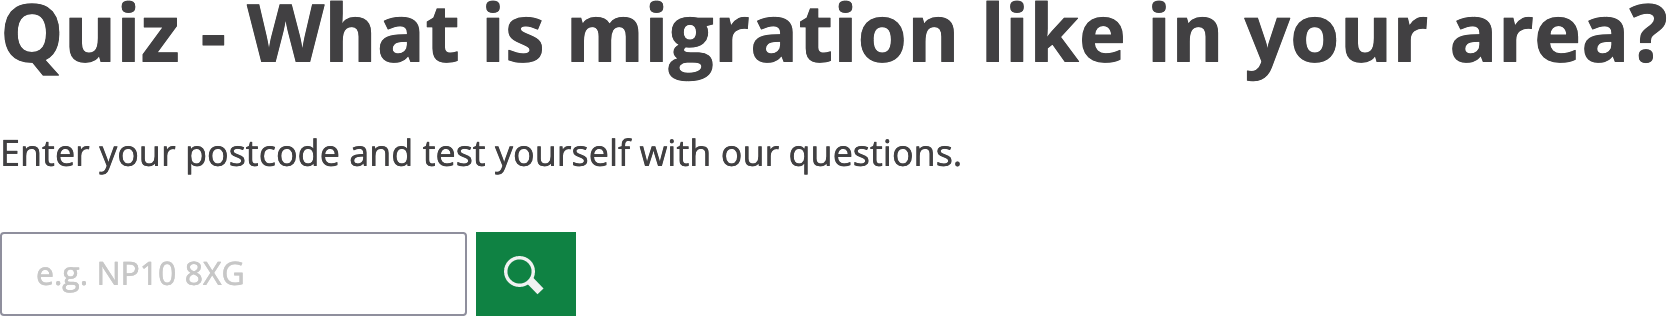 Quiz - What is migration like in your area?
Enter your postcode and test yourself with our questions.
e.g. NP10 8XG